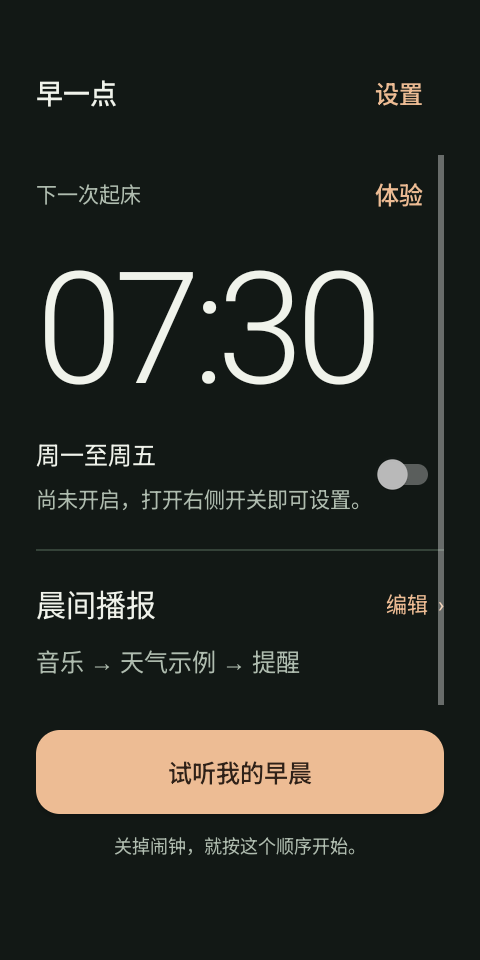 早一点 设置
下一次起床 体验
07:30
周一至周五
尚未开启，打开右侧开关即可设置。
晨间播报 编辑 ›
音乐 → 天气示例 → 提醒
试听我的早晨
关掉闹钟，就按这个顺序开始。